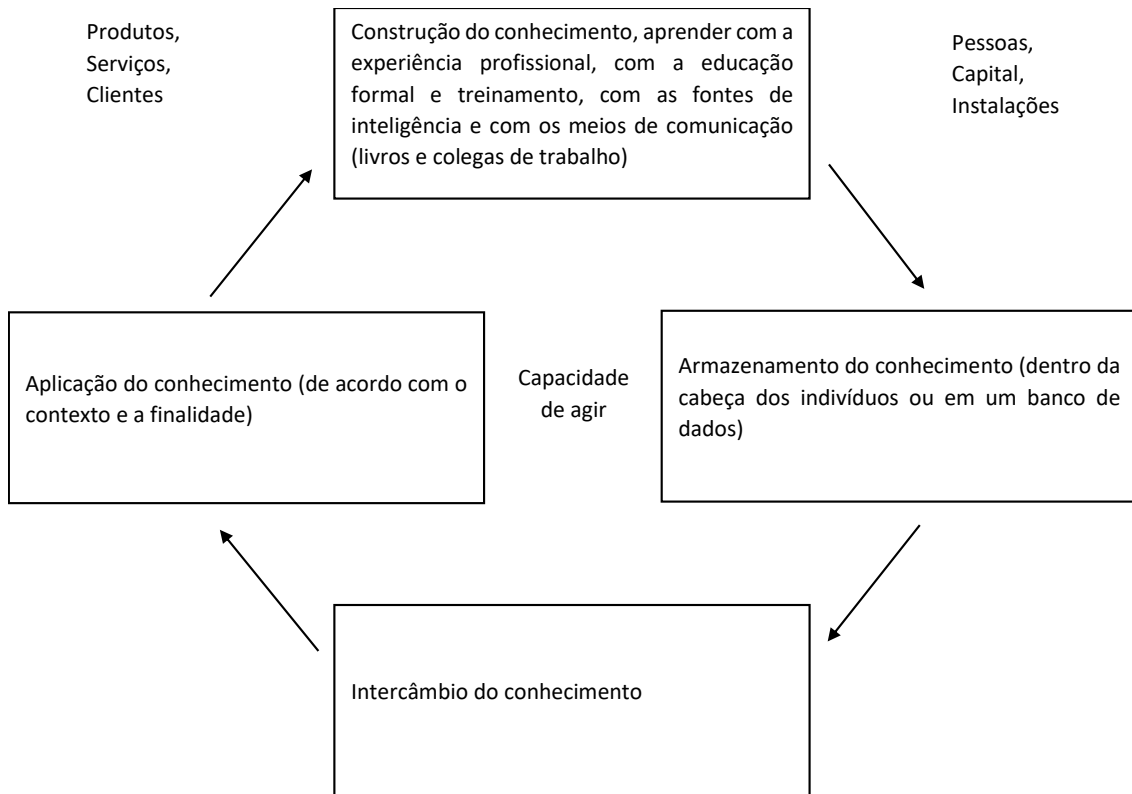 Produtos,
Serviços,
Clientes
Construção do conhecimento, aprender com a
experiência profissional, com a educação
formal e treinamento, com as fontes de
inteligência e com os meios de comunicação
(livros e colegas de trabalho)
Pessoas,
Capital,
Instalações
Aplicação do conhecimento (de acordo com o
contexto e a finalidade)
Capacidade
de agir
Armazenamento do conhecimento (dentro da
cabeça dos indivíduos ou em um banco de
dados)
Intercâmbio do conhecimento